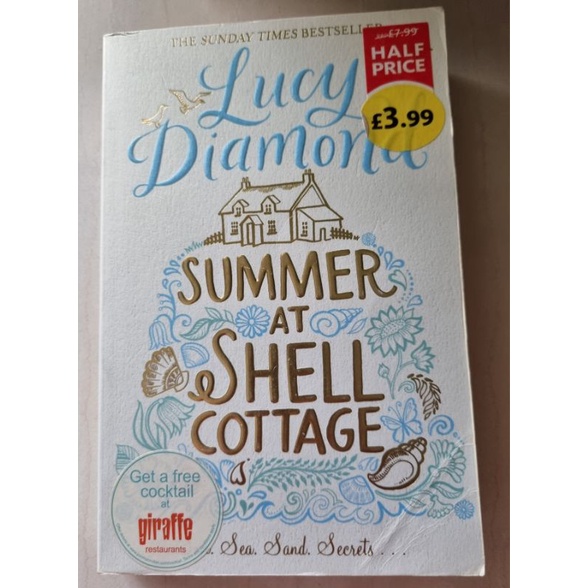 THE SUNDAY TIMES BESTSELLER
£7.99
HALF
PRICE
£3.99
Lucy
Diamond
SUMMER
AT
SHELL
COTTAGE
Get a free
cocktail
at
giraffe
restaurants
. Sea. Sand. Secrets . . .